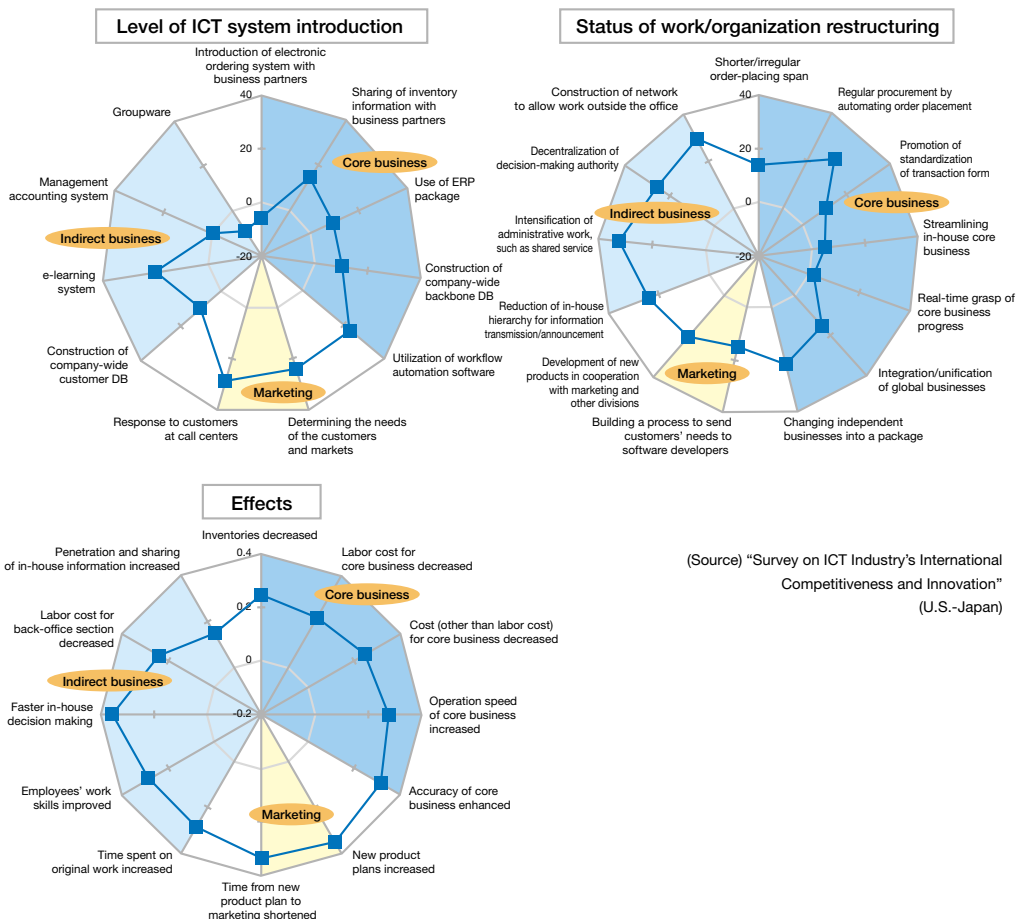 Level of ICT system introduction
Introduction of electronic
ordering system with
business partners
40
20
0
-20
Sharing of inventory
information with
business partners
Core business
Use of ERP
package
Construction of
company-wide
backbone DB
Utilization of workflow
automation software
Determining the needs
of the customers
and markets
Marketing
Response to customers
at call centers
Construction of
company-wide
customer DB
e-learning
system
Indirect business
Management
accounting system
Groupware
Status of work/organization restructuring
Shorter/irregular
order-placing span
40
20
0
-20
Regular procurement by
automating order placement
Promotion of
standardization
of transaction form
Core business
Streamlining
in-house core
business
Real-time grasp of
core business
progress
Integration/unification
of global businesses
Changing independent
businesses into a package
Building a process to send
customers' needs to
software developers
Marketing
Development of new
products in cooperation
with marketing and
other divisions
Reduction of in-house
hierarchy for information
transmission/announcement
Intensification of
administrative work,
such as shared service
Indirect business
Decentralization of
decision-making authority
Construction of network
to allow work outside the office
Effects
Inventories decreased
0.4
0.2
0
-0.2
Labor cost for
core business decreased
Core business
Cost (other than labor cost)
for core business decreased
Operation speed
of core business
increased
Accuracy of core
business enhanced
New product
plans increased
Marketing
Time from new
product plan to
marketing shortened
Time spent on
original work increased
Employees' work
skills improved
Faster in-house
decision making
Indirect business
Labor cost for
back-office section
decreased
Penetration and sharing
of in-house information increased
(Source) “Survey on ICT Industry’s International
Competitiveness and Innovation”
(U.S.-Japan)